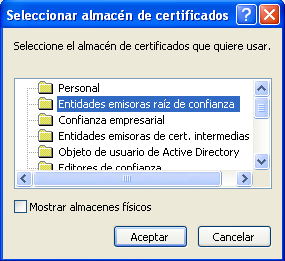 Seleccionar almacén de certificados
Seleccione el almacén de certificados que quiere usar.
Personal
Entidades emisoras raíz de confianza
Confianza empresarial
Entidades emisoras de cert. intermedias
Objeto de usuario de Active Directory
Editores de confianza
Mostrar almacenes físicos
Aceptar
Cancelar